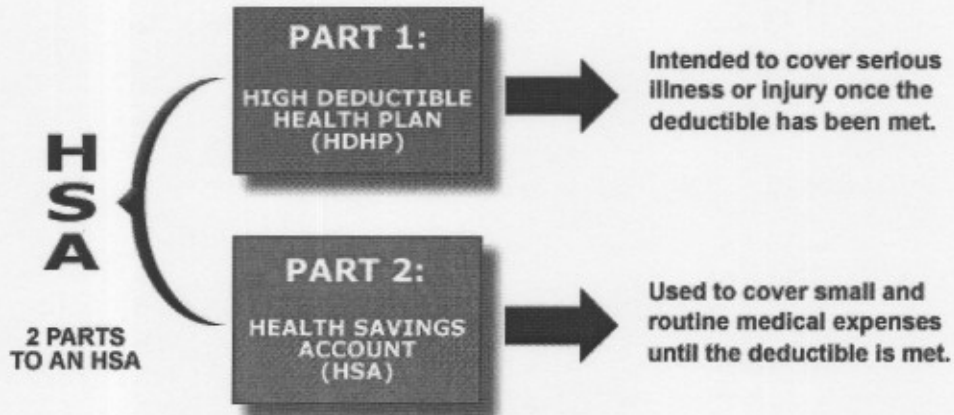 H
S
A
2 PARTS
TO AN HSA
PART 1:
HIGH DEDUCTIBLE
HEALTH PLAN
(HDHP)
Intended to cover serious
illness or injury once the
deductible has been met.
PART 2:
HEALTH SAVINGS
ACCOUNT
(HSA)
Used to cover small and
routine medical expenses
until the deductible is met.